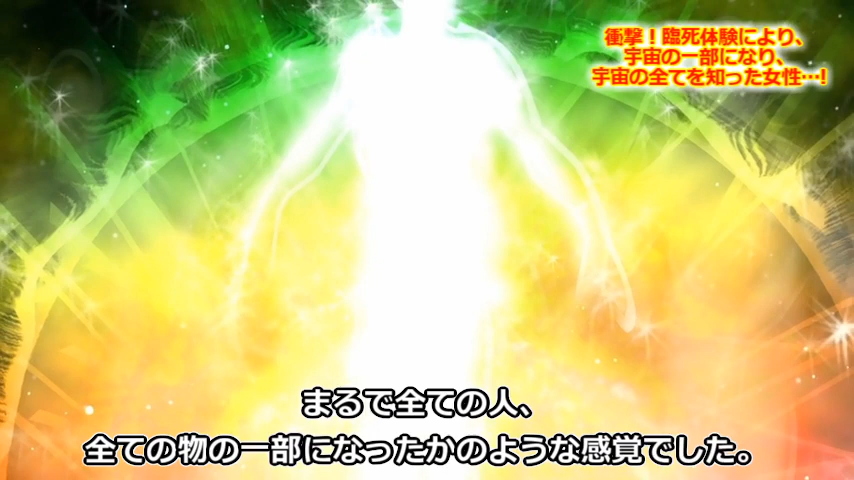 衝撃！臨死体験により、
宇宙の一部になり、
宇宙の全てを知った女性…!
まるで全ての人、
全ての物の一部になったかのような感覚でした。